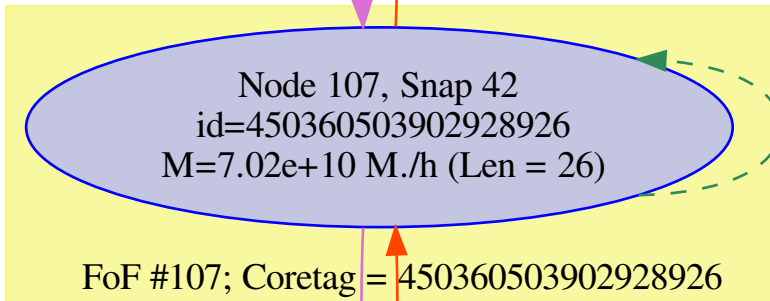 Node 107, Snap 42
id=450360503902928926
M=7.02e+10 M./h (Len = 26)
FoF #107; Coretag = 450360503902928926